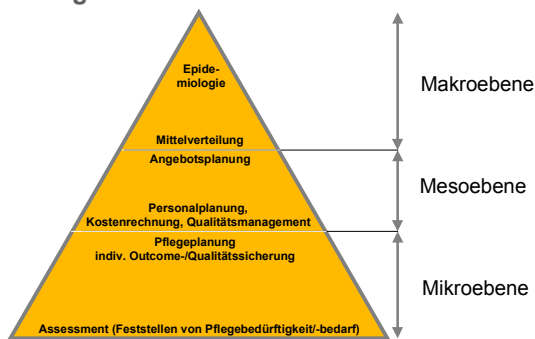 Epide-
miologie
Makroebene
Mittelverteilung
Angebotsplanung
Mesoebene
Personalplanung,
Kostenrechnung, Qualitätsmanagement
Pflegeplanung
indiv. Outcome-/Qualitätssicherung
Mikroebene
Assessment (Feststellen von Pflegebedürftigkeit/-bedarf)